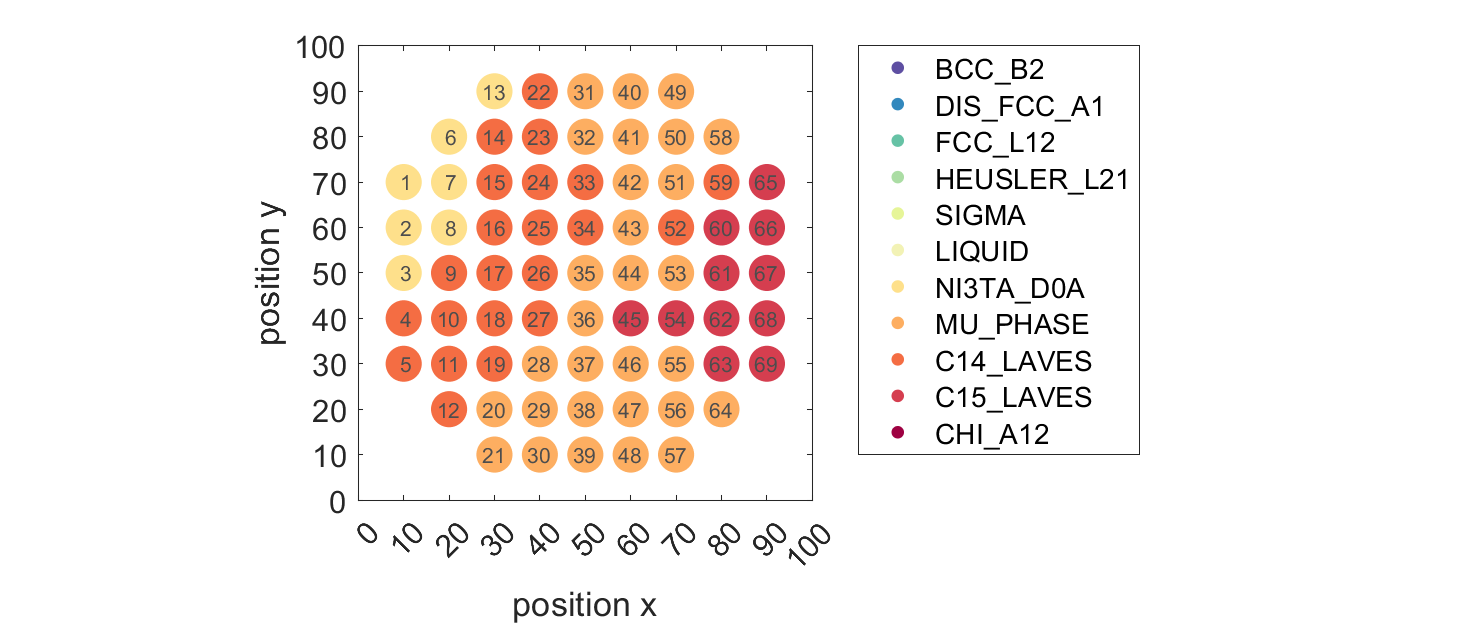 100
90
80
70
60
50
40
30
20
10
0
position y
13 22 31 40 49
6 14 23 32 41 50 58
1 7 15 24 33 42 51 59 65
2 8 16 25 34 43 52 60 66
3 9 17 26 35 44 53 61 67
4 10 18 27 36 45 54 62 68
5 11 19 28 37 46 55 63 69
12 20 29 38 47 56 64
21 30 39 48 57
0 10 20 30 40 50 60 70 80 90 100
position x
BCC_B2
DIS_FCC_A1
FCC_L12
HEUSLER_L21
SIGMA
LIQUID
NI3TA_D0A
MU_PHASE
C14_LAVES
C15_LAVES
CHI_A12